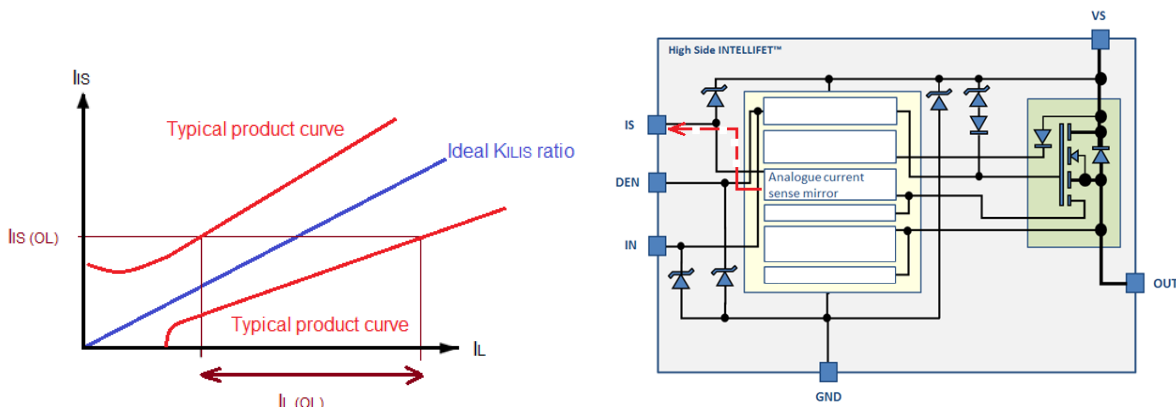 IIS
Typical product curve
Ideal KILIS ratio
IIS (OL)
Typical product curve
IL
IL (OL)
VS
High Side INTELLIFET™
IS
Analogue current
sense mirror
DEN
IN
OUT
GND